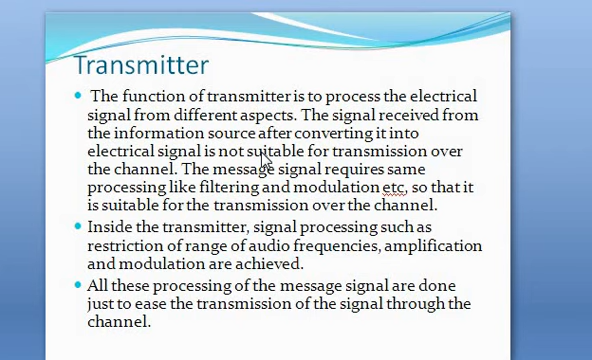 Transmitter
The function of transmitter is to process the electrical
signal from different aspects. The signal received from
the information source after converting it into
electrical signal is not suitable for transmission over
the channel. The message signal requires same
processing like filtering and modulation etc, so that it
is suitable for the transmission over the channel.
Inside the transmitter, signal processing such as
restriction of range of audio frequencies, amplification
and modulation are achieved.
All these processing of the message signal are done
just to ease the transmission of the signal through the
channel.